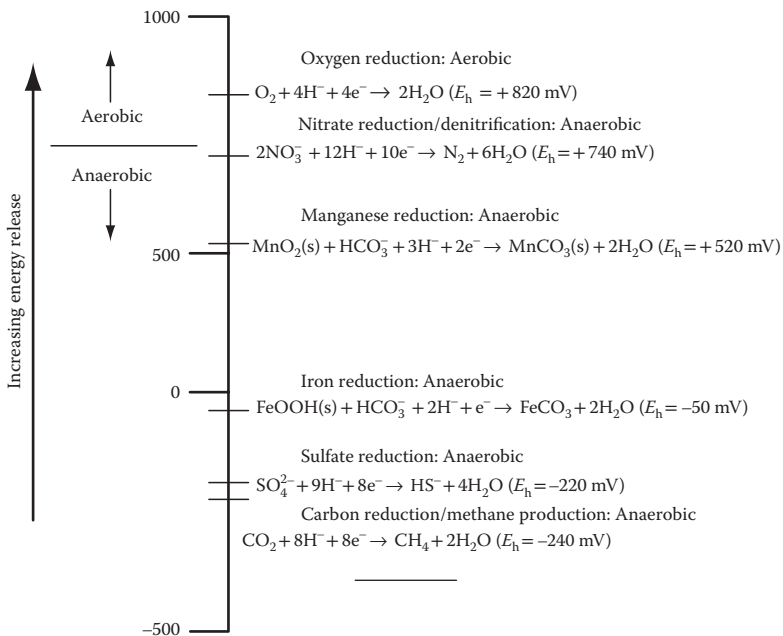 1000
Oxygen reduction: Aerobic
O₂ + 4H⁻ + 4e⁻ → 2H₂O (Eₕ = + 820 mV)
Aerobic
Nitrate reduction/denitrification: Anaerobic
2NO₃⁻ + 12H⁻ + 10e⁻ → N₂ + 6H₂O (Eₕ = + 740 mV)
Anaerobic
Manganese reduction: Anaerobic
MnO₂(s) + HCO₃⁻ + 3H⁻ + 2e⁻ → MnCO₃(s) + 2H₂O (Eₕ = + 520 mV)
500
Increasing energy release
Iron reduction: Anaerobic
0
FeOOH(s) + HCO₃⁻ + 2H⁻ + e⁻ → FeCO₃ + 2H₂O (Eₕ = –50 mV)
Sulfate reduction: Anaerobic
SO₄²⁻ + 9H⁻ + 8e⁻ → HS⁻ + 4H₂O (Eₕ = –220 mV)
Carbon reduction/methane production: Anaerobic
CO₂ + 8H⁻ + 8e⁻ → CH₄ + 2H₂O (Eₕ = –240 mV)
–500